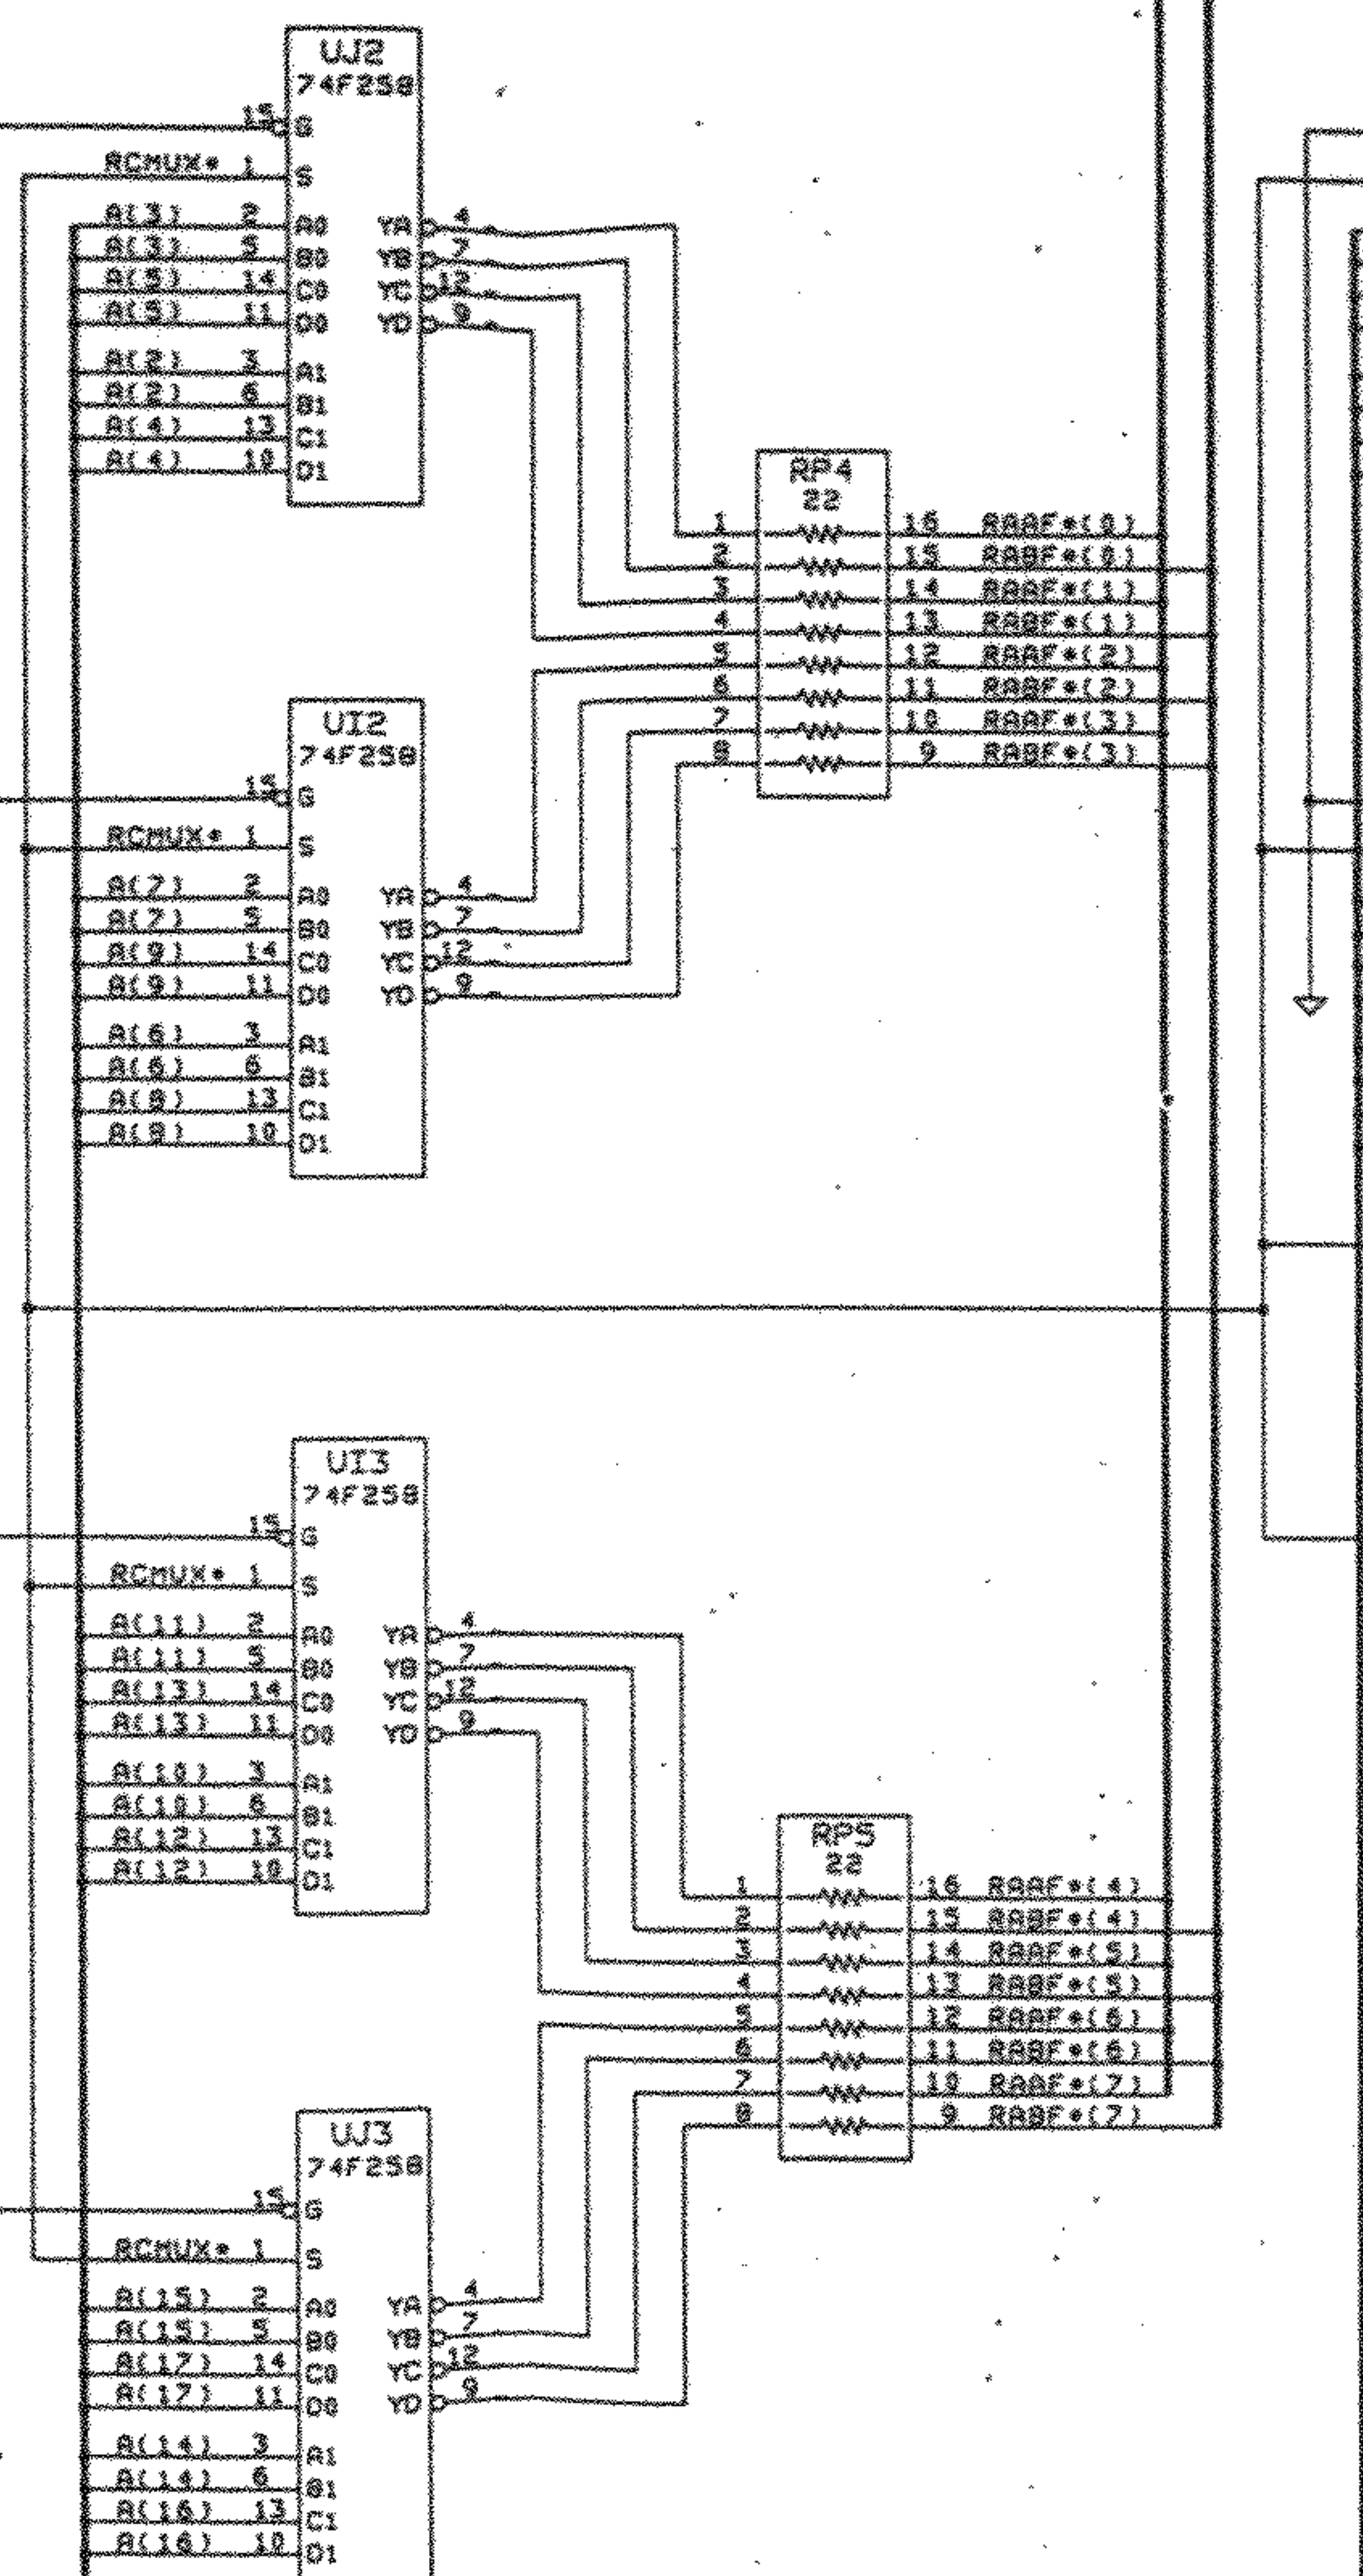 UJ2
74F258
15 G
RCMUX* 1 S
A(3) 2 A0 YA 4
A(3) 5 B0 YB 7
A(5) 14 C0 YC 12
A(5) 11 D0 YD 9
A(2) 3 A1
A(2) 6 B1
A(4) 13 C1
A(4) 10 D1
RP4
22
1 16 RAAF*(0)
2 15 RABF*(0)
3 14 RAAF*(1)
4 13 RABF*(1)
5 12 RAAF*(2)
6 11 RABF*(2)
7 10 RAAF*(3)
8 9 RABF*(3)
UI2
74F258
15 G
RCMUX* 1 S
A(7) 2 A0 YA 4
A(7) 5 B0 YB 7
A(9) 14 C0 YC 12
A(9) 11 D0 YD 9
A(6) 3 A1
A(6) 6 B1
A(8) 13 C1
A(8) 10 D1
UI3
74F258
15 G
RCMUX* 1 S
A(11) 2 A0 YA 4
A(11) 5 B0 YB 7
A(13) 14 C0 YC 12
A(13) 11 D0 YD 9
A(10) 3 A1
A(10) 6 B1
A(12) 13 C1
A(12) 10 D1
RP5
22
1 16 RAAF*(4)
2 15 RABF*(4)
3 14 RAAF*(5)
4 13 RABF*(5)
5 12 RAAF*(6)
6 11 RABF*(6)
7 10 RAAF*(7)
8 9 RABF*(7)
UJ3
74F258
15 G
RCMUX* 1 S
A(15) 2 A0 YA 4
A(15) 5 B0 YB 7
A(17) 14 C0 YC 12
A(17) 11 D0 YD 9
A(14) 3 A1
A(14) 6 B1
A(16) 13 C1
A(16) 10 D1